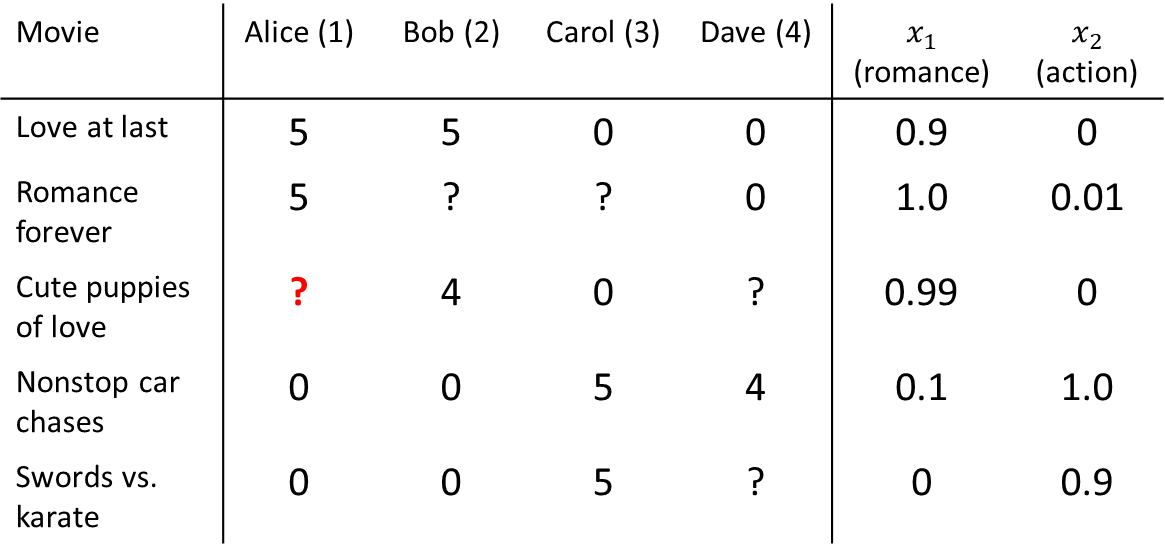 Movie Alice (1) Bob (2) Carol (3) Dave (4) x₁ (romance) x₂ (action)
Love at last 5 5 0 0 0.9 0
Romance forever 5 ? ? 0 1.0 0.01
Cute puppies of love ? 4 0 ? 0.99 0
Nonstop car chases 0 0 5 4 0.1 1.0
Swords vs. karate 0 0 5 ? 0 0.9